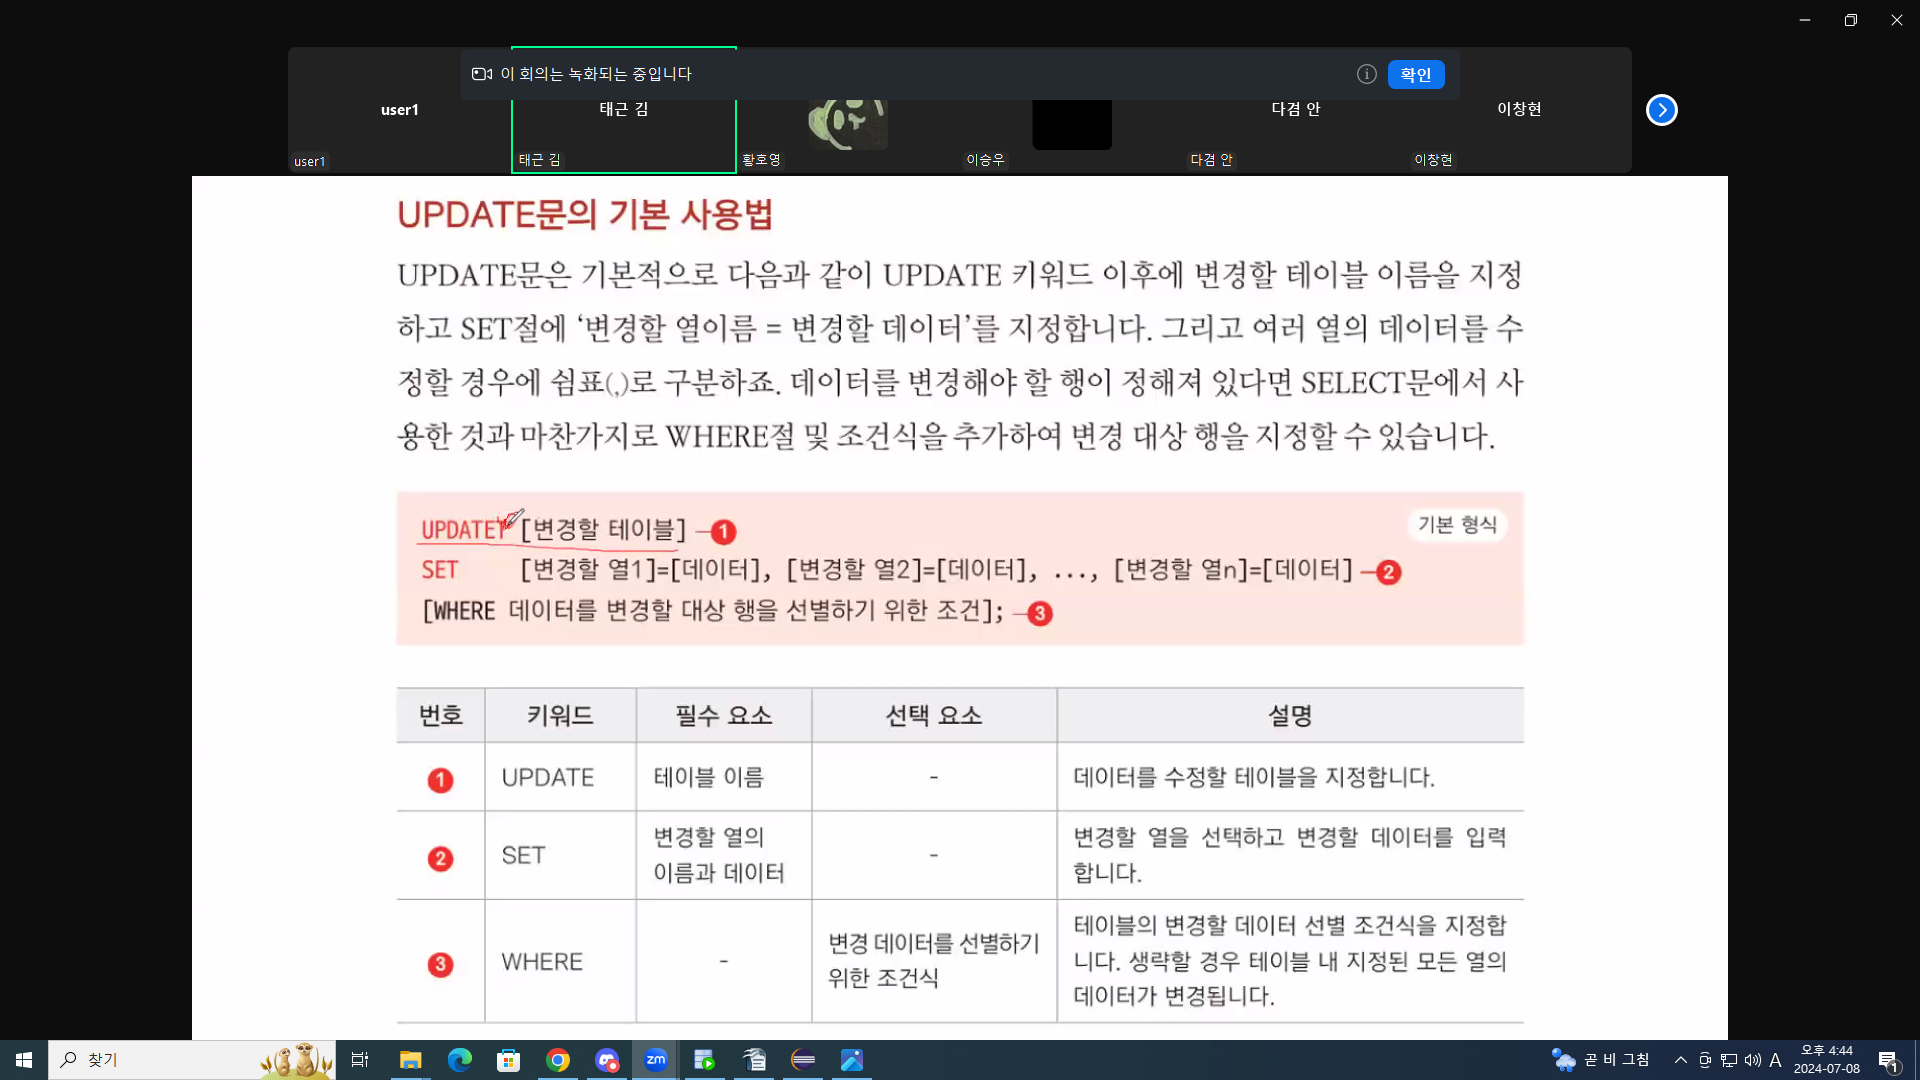 이 회의는 녹화되는 중입니다
확인
user1
태근 김
다겸 안
이창현
user1
태근 김
황호영
이승우
다겸 안
이창현
UPDATE문의 기본 사용법
UPDATE문은 기본적으로 다음과 같이 UPDATE 키워드 이후에 변경할 테이블 이름을 지정
하고 SET절에 ‘변경할 열이름 = 변경할 데이터’를 지정합니다. 그리고 여러 열의 데이터를 수
정할 경우에 쉼표(,)로 구분하죠. 데이터를 변경해야 할 행이 정해져 있다면 SELECT문에서 사
용한 것과 마찬가지로 WHERE절 및 조건식을 추가하여 변경 대상 행을 지정할 수 있습니다.
기본 형식
UPDATE [변경할 테이블] 1
SET [변경할 열1]=[데이터], [변경할 열2]=[데이터], ..., [변경할 열n]=[데이터] 2
[WHERE 데이터를 변경할 대상 행을 선별하기 위한 조건]; 3
번호 키워드 필수 요소 선택 요소 설명
1 UPDATE 테이블 이름 - 데이터를 수정할 테이블을 지정합니다.
2 SET 변경할 열의 - 변경할 열을 선택하고 변경할 데이터를 입력
이름과 데이터 합니다.
3 WHERE - 변경 데이터를 선별하기 테이블의 변경할 데이터 선별 조건식을 지정합
위한 조건식 니다. 생략할 경우 테이블 내 지정된 모든 열의
데이터가 변경됩니다.
찾기
zm
곧 비 그침
A
오후 4:44
2024-07-08
1